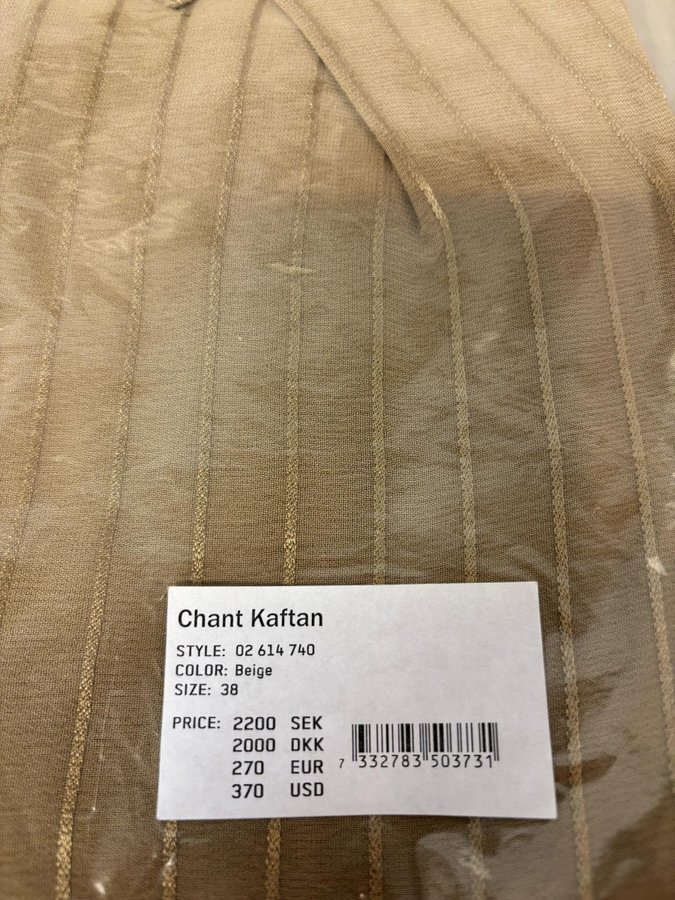 Chant Kaftan
STYLE: 02 614 740
COLOR: Beige
SIZE: 38
PRICE: 2200 SEK
2000 DKK
270 EUR
370 USD
7 332783 503731